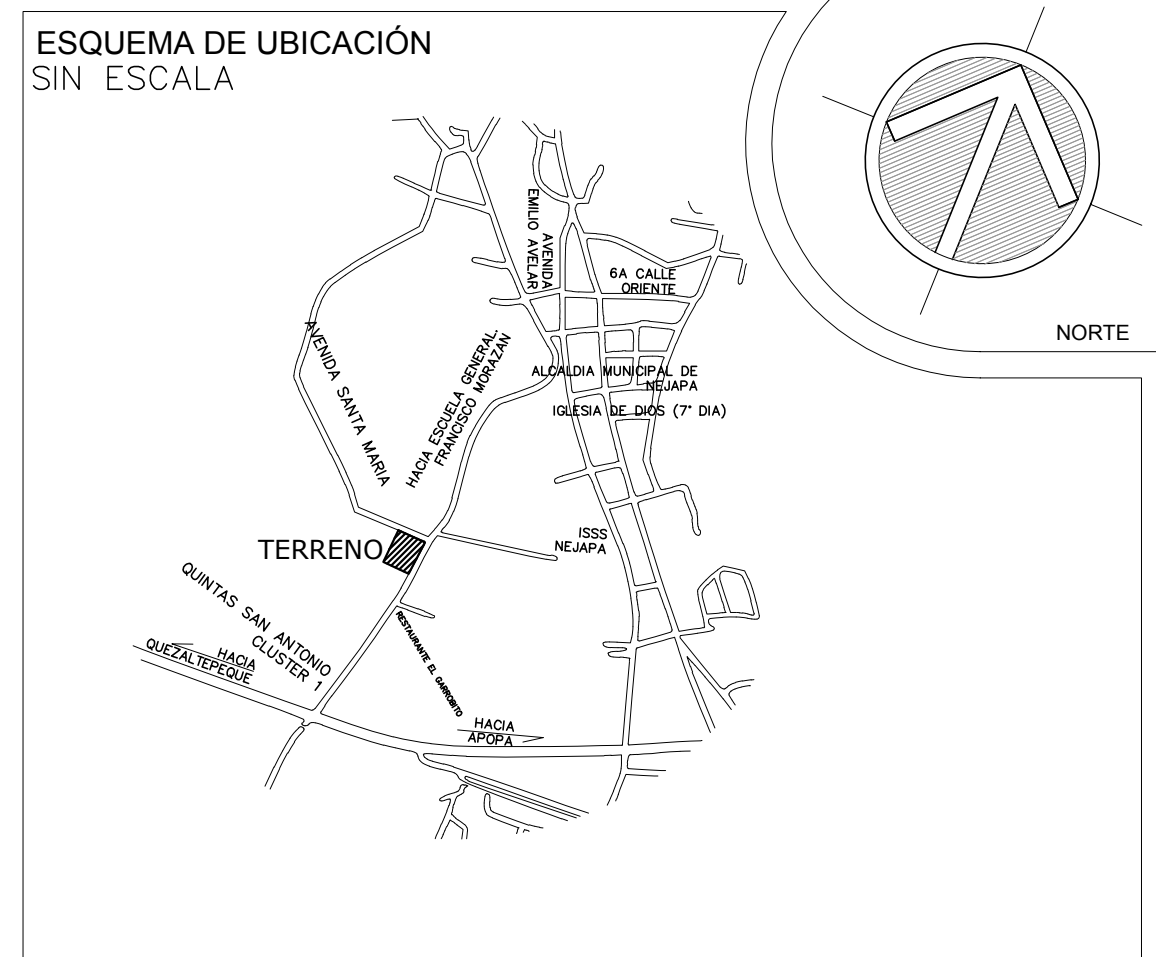 ESQUEMA DE UBICACIÓN
SIN ESCALA
NORTE
AVENIDA
EMILIO AVELAR
6A CALLE
ORIENTE
AVENIDA SANTA MARIA
HACIA ESCUELA GENERAL.
FRANCISCO MORAZAN
ALCALDIA MUNICIPAL DE
NEJAPA
IGLESIA DE DIOS (7° DIA)
ISSS
NEJAPA
TERRENO
QUINTAS SAN ANTONIO
CLUSTER 1
HACIA
QUEZALTEPEQUE
RESTAURANTE EL GARROBITO
HACIA
APOPA